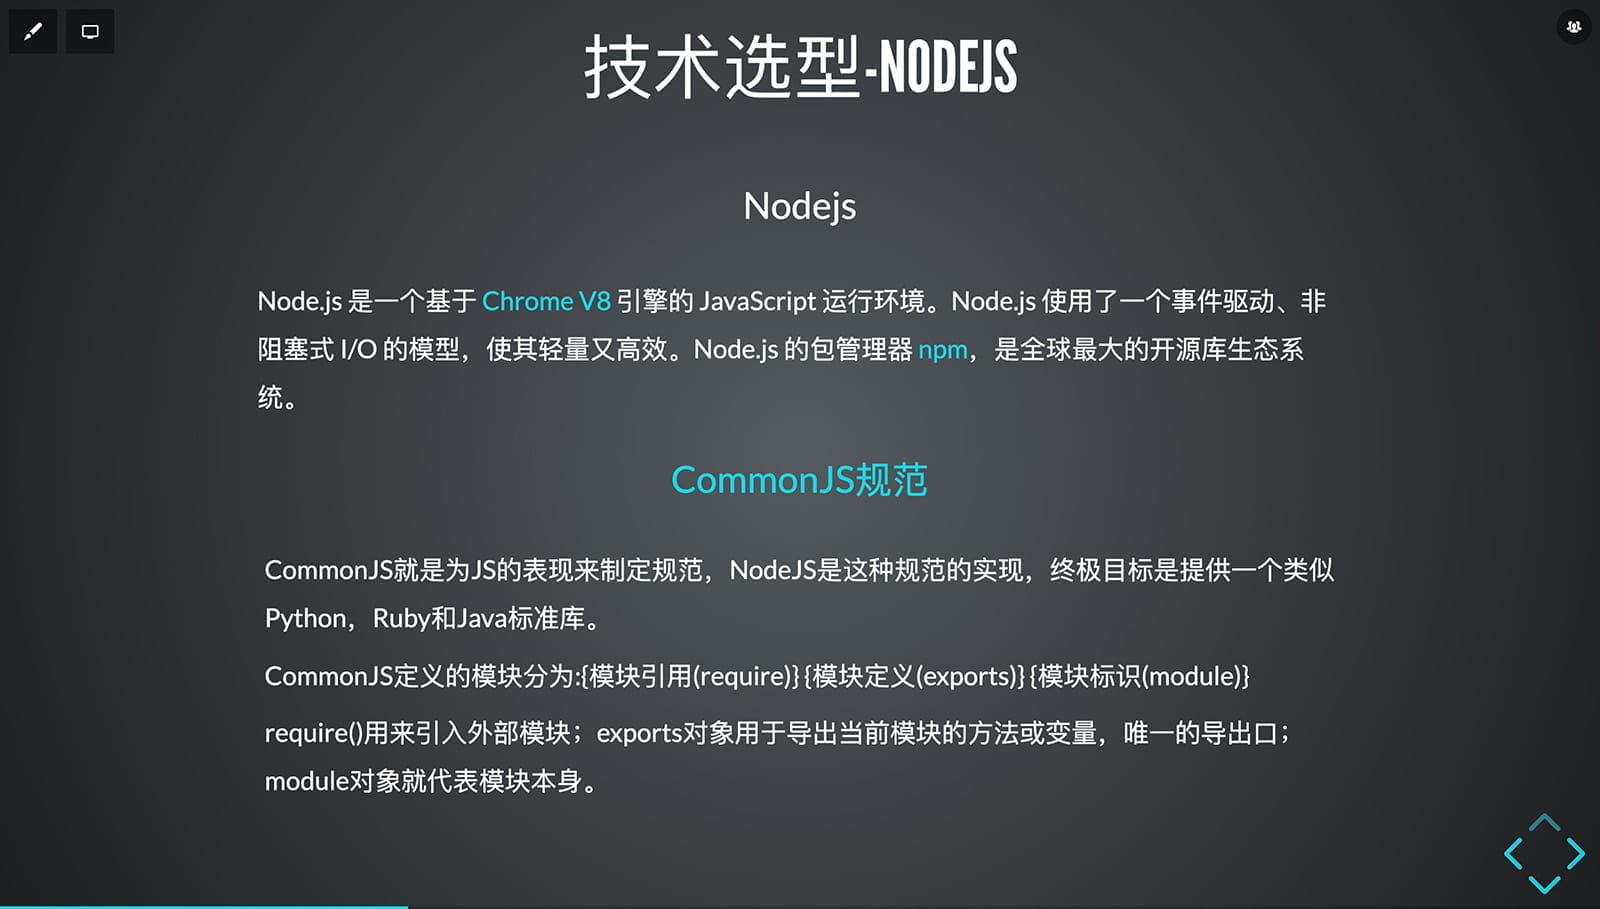 技术选型-NODEJS
Nodejs
Node.js 是一个基于 Chrome V8 引擎的 JavaScript 运行环境。Node.js 使用了一个事件驱动、非
阻塞式 I/O 的模型，使其轻量又高效。Node.js 的包管理器 npm，是全球最大的开源库生态系
统。
CommonJS规范
CommonJS就是为JS的表现来制定规范，NodeJS是这种规范的实现，终极目标是提供一个类似
Python，Ruby和Java标准库。
CommonJS定义的模块分为:{模块引用(require)}{模块定义(exports)}{模块标识(module)}
require()用来引入外部模块；exports对象用于导出当前模块的方法或变量，唯一的导出口；
module对象就代表模块本身。